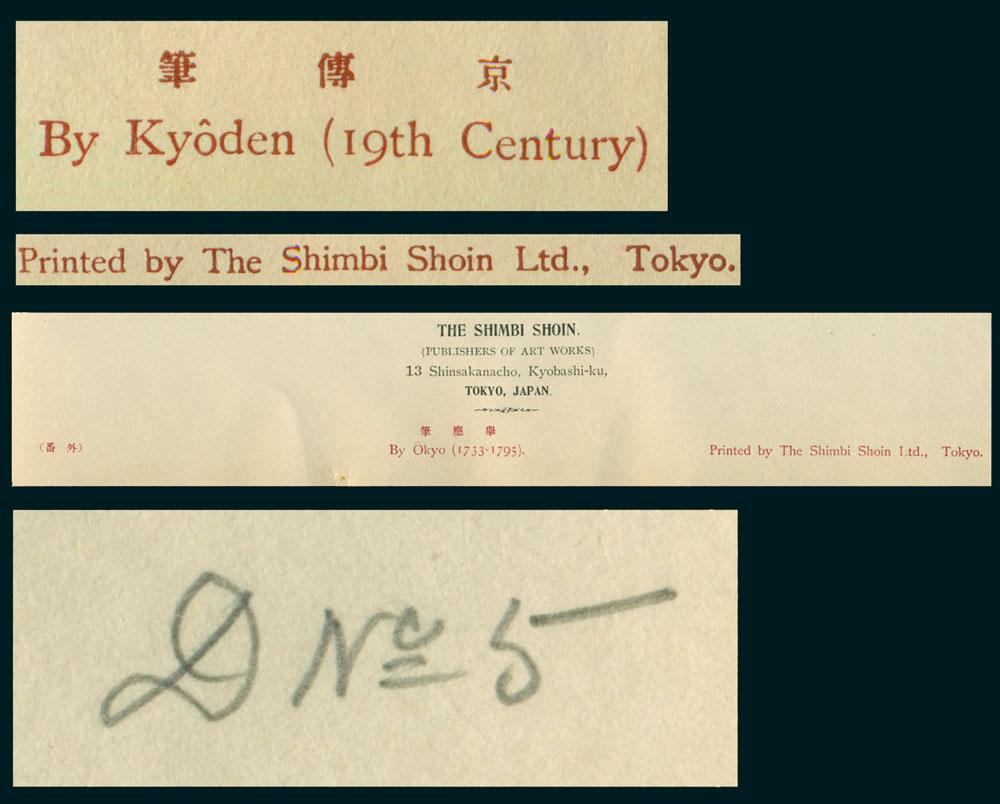 京 傳 筆
By Kyôden (19th Century)
Printed by The Shimbi Shoin Ltd., Tokyo.
THE SHIMBI SHOIN.
(PUBLISHERS OF ART WORKS)
13 Shinsakanacho, Kyobashi-ku,
TOKYO, JAPAN.
應 擧 筆
(番 外)
By Ōkyo (1733-1795).
Printed by The Shimbi Shoin Ltd., Tokyo.
D Nº 5